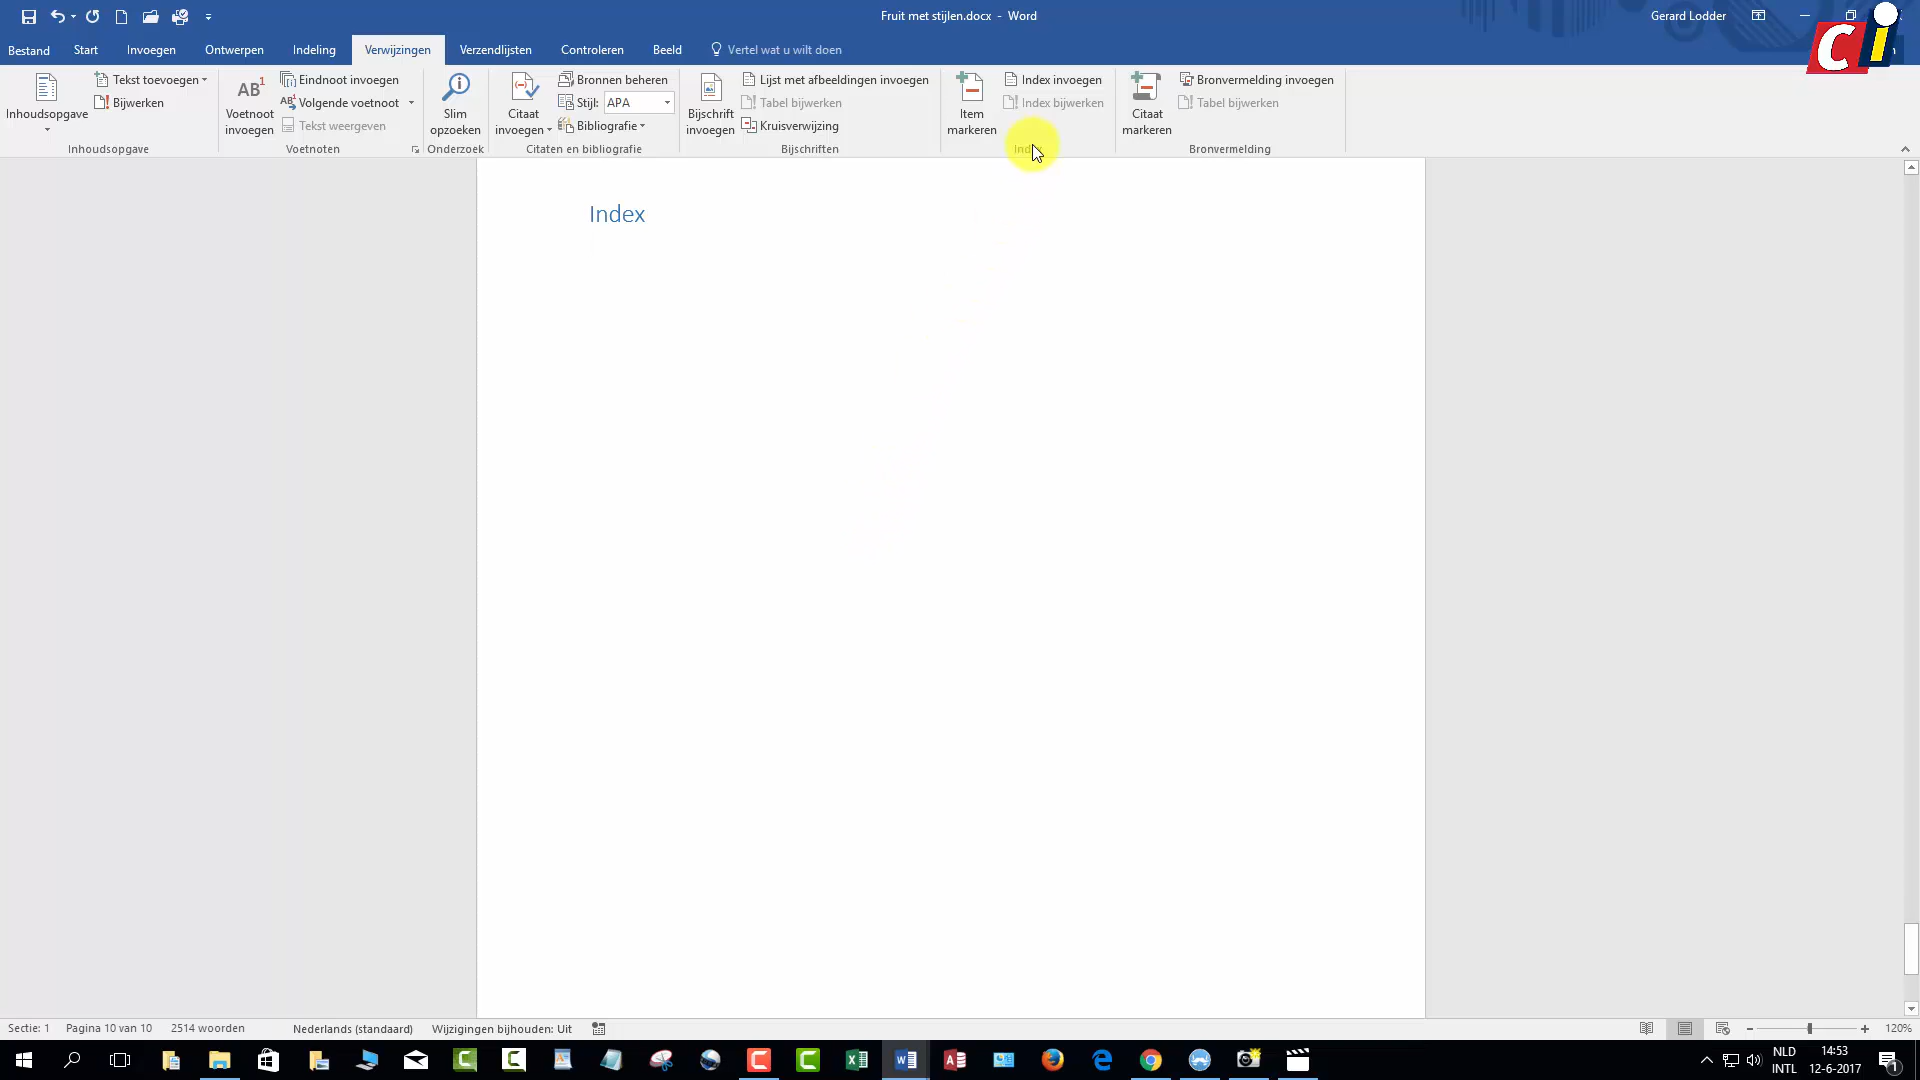 Fruit met stijlen.docx - Word
Gerard Lodder
Bestand Start Invoegen Ontwerpen Indeling Verwijzingen Verzendlijsten Controleren Beeld Vertel wat u wilt doen
Inhoudsopgave
Tekst toevoegen
Bijwerken
Inhoudsopgave
AB1
Voetnoot
invoegen
Eindnoot invoegen
Volgende voetnoot
Tekst weergeven
Voetnoten
Slim
opzoeken
Onderzoek
Citaat
invoegen
Bronnen beheren
Stijl: APA
Bibliografie
Citaten en bibliografie
Bijschrift
invoegen
Lijst met afbeeldingen invoegen
Tabel bijwerken
Kruisverwijzing
Bijschriften
Item
markeren
Index invoegen
Index bijwerken
Citaat
markeren
Bronvermelding invoegen
Tabel bijwerken
Bronvermelding
Index
Sectie: 1 Pagina 10 van 10 2514 woorden Nederlands (standaard) Wijzigingen bijhouden: Uit 120%
NLD
INTL
14:53
12-6-2017
1